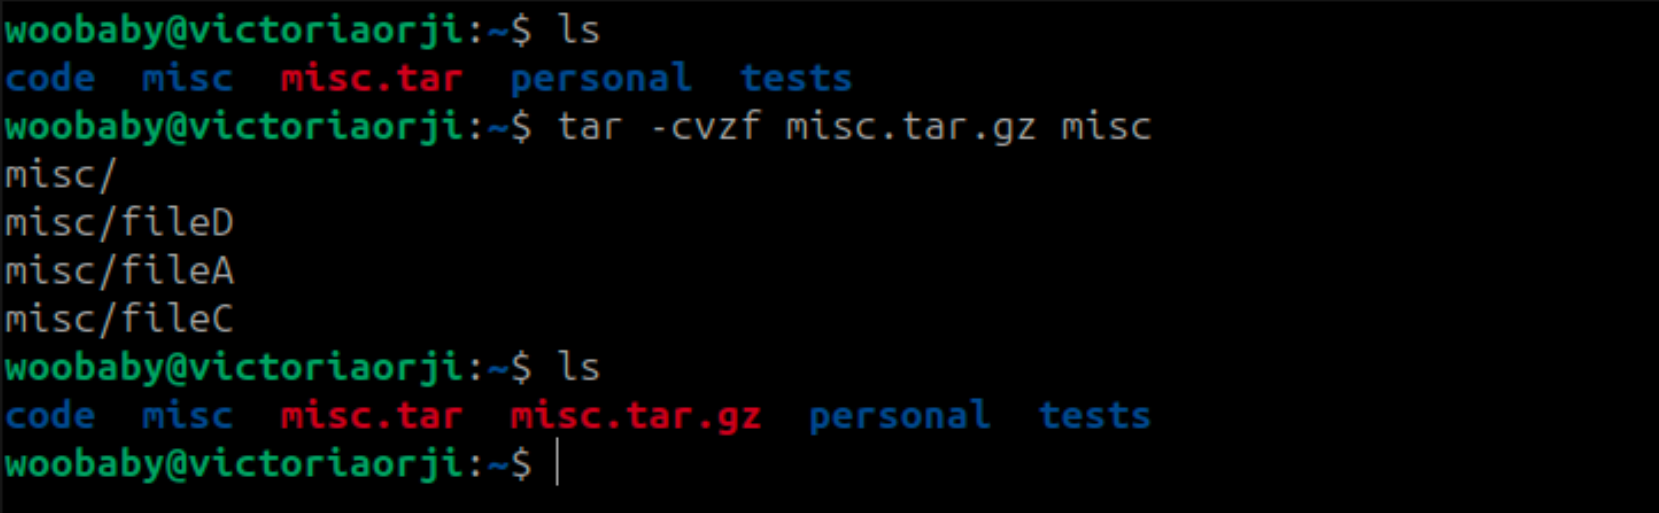 woobaby@victoriaorji:~$ ls
code  misc  misc.tar  personal  tests
woobaby@victoriaorji:~$ tar -cvzf misc.tar.gz misc
misc/
misc/fileD
misc/fileA
misc/fileC
woobaby@victoriaorji:~$ ls
code  misc  misc.tar  misc.tar.gz  personal  tests
woobaby@victoriaorji:~$